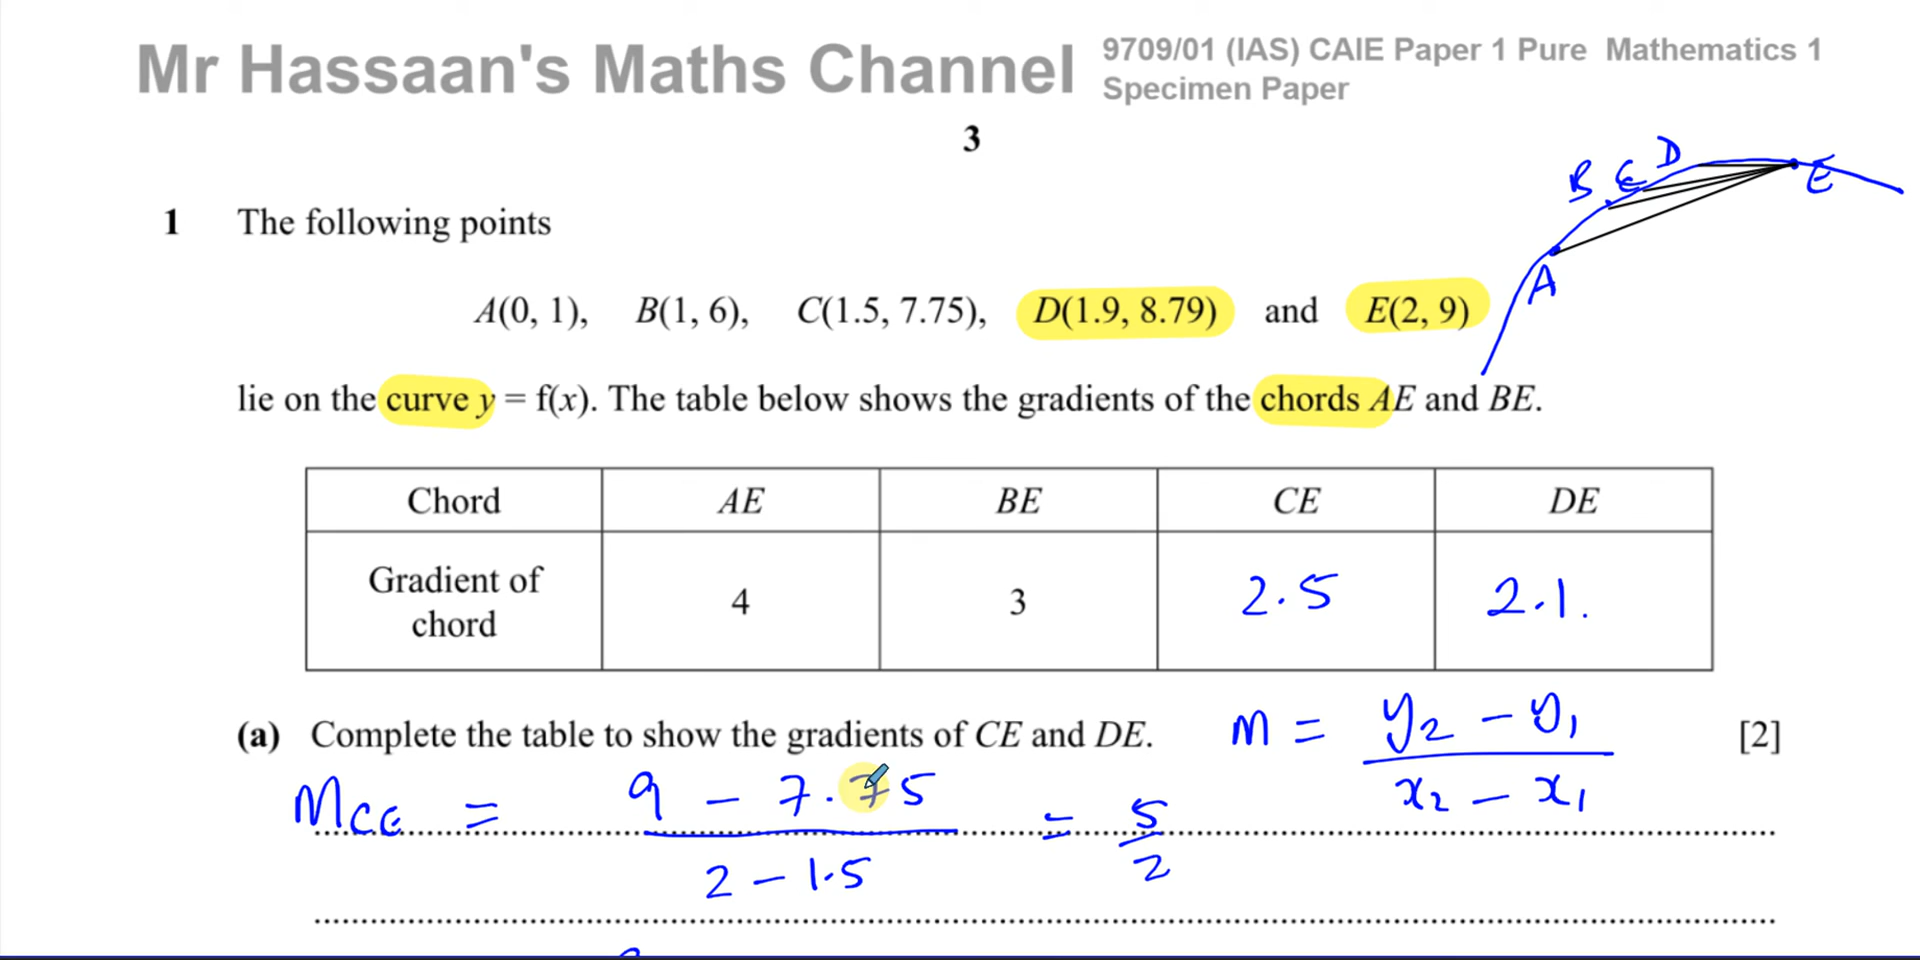 Mr Hassaan's Maths Channel
9709/01 (IAS) CAIE Paper 1 Pure Mathematics 1
Specimen Paper
3
B C D E
A
1 The following points
A(0, 1), B(1, 6), C(1.5, 7.75), D(1.9, 8.79) and E(2, 9)
lie on the curve y = f(x). The table below shows the gradients of the chords AE and BE.
Chord AE BE CE DE
Gradient of chord 4 3 2.5 2.1.
(a) Complete the table to show the gradients of CE and DE. [2]
m = y₂ - y₁ / x₂ - x₁
MCE = 9 - 7.75 / 2 - 1.5 = 5/2